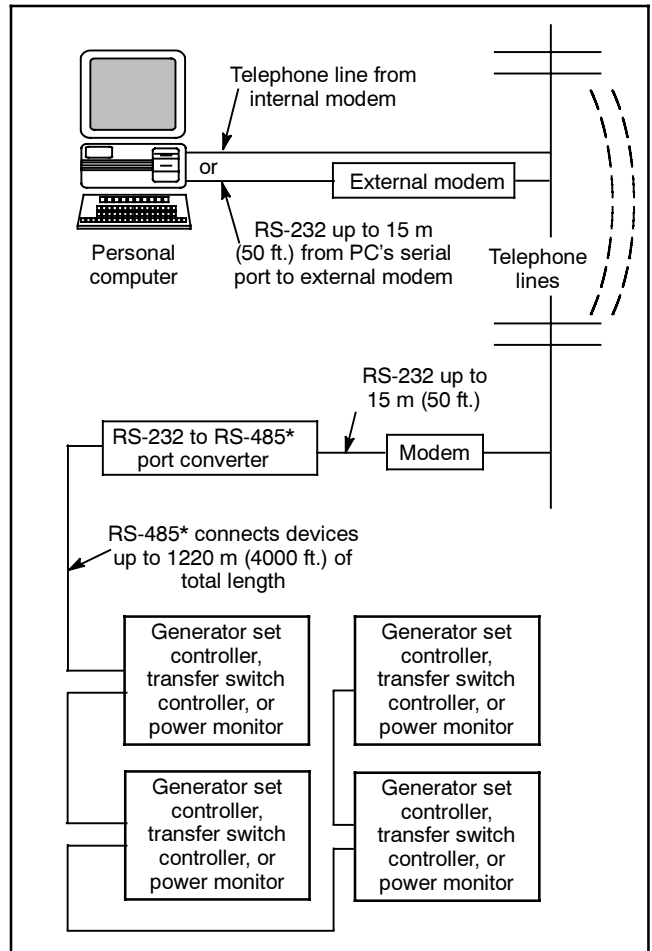 Telephone line from
internal modem
or
External modem
RS-232 up to 15 m
(50 ft.) from PC’s serial
port to external modem
Personal
computer
Telephone
lines
RS-232 up to
15 m (50 ft.)
RS-232 to RS-485*
port converter
Modem
RS-485* connects devices
up to 1220 m (4000 ft.) of
total length
Generator set
controller,
transfer switch
controller, or
power monitor
Generator set
controller,
transfer switch
controller, or
power monitor
Generator set
controller,
transfer switch
controller, or
power monitor
Generator set
controller,
transfer switch
controller, or
power monitor